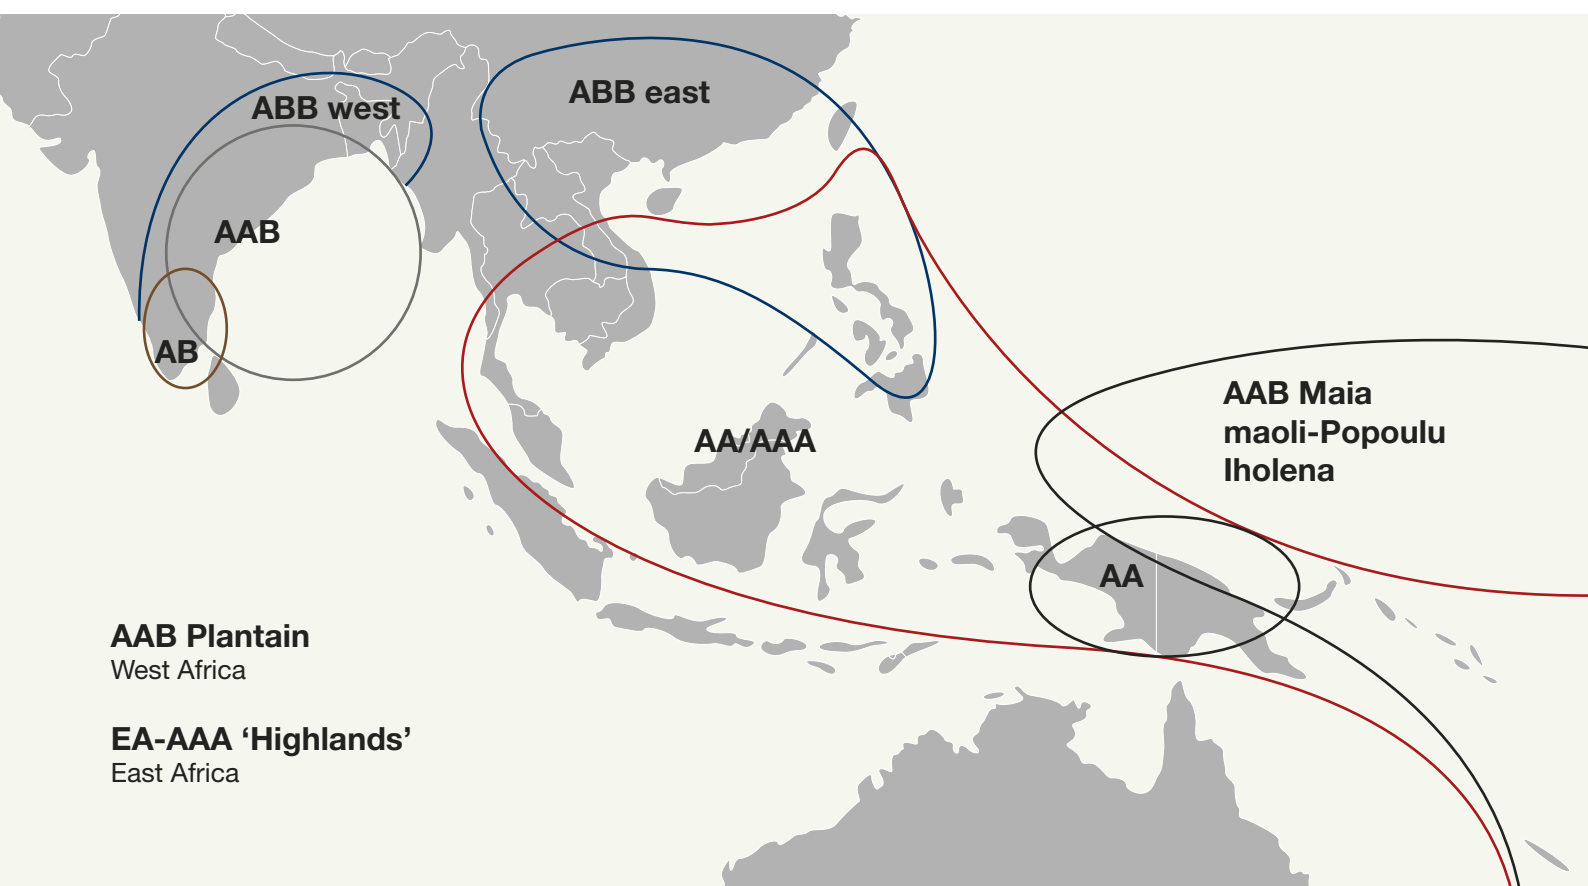 ABB west
ABB east
AAB
AB
AA/AAA
AAB Maia
maoli-Popoulu
Iholena
AA
AAB Plantain
West Africa
EA-AAA ‘Highlands’
East Africa